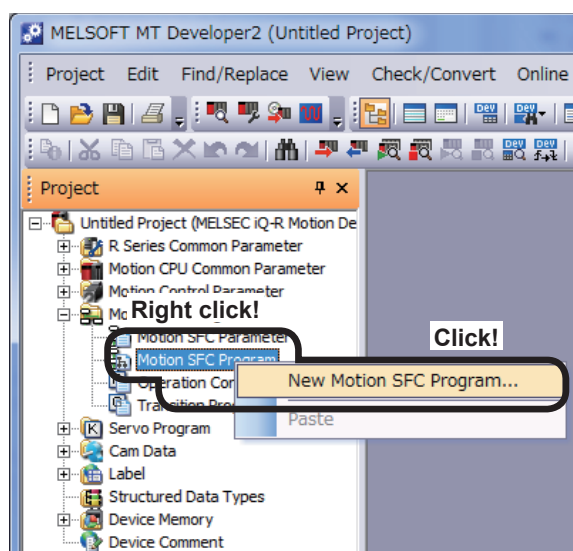 MELSOFT MT Developer2 (Untitled Project)
Project Edit Find/Replace View Check/Convert Online
Project
Untitled Project (MELSEC iQ-R Motion De
R Series Common Parameter
Motion CPU Common Parameter
Motion Control Parameter
Right click!
Motion SFC Parameter
Click!
Motion SFC Program
New Motion SFC Program...
Operation Con
Paste
Servo Program
Cam Data
Label
Structured Data Types
Device Memory
Device Comment